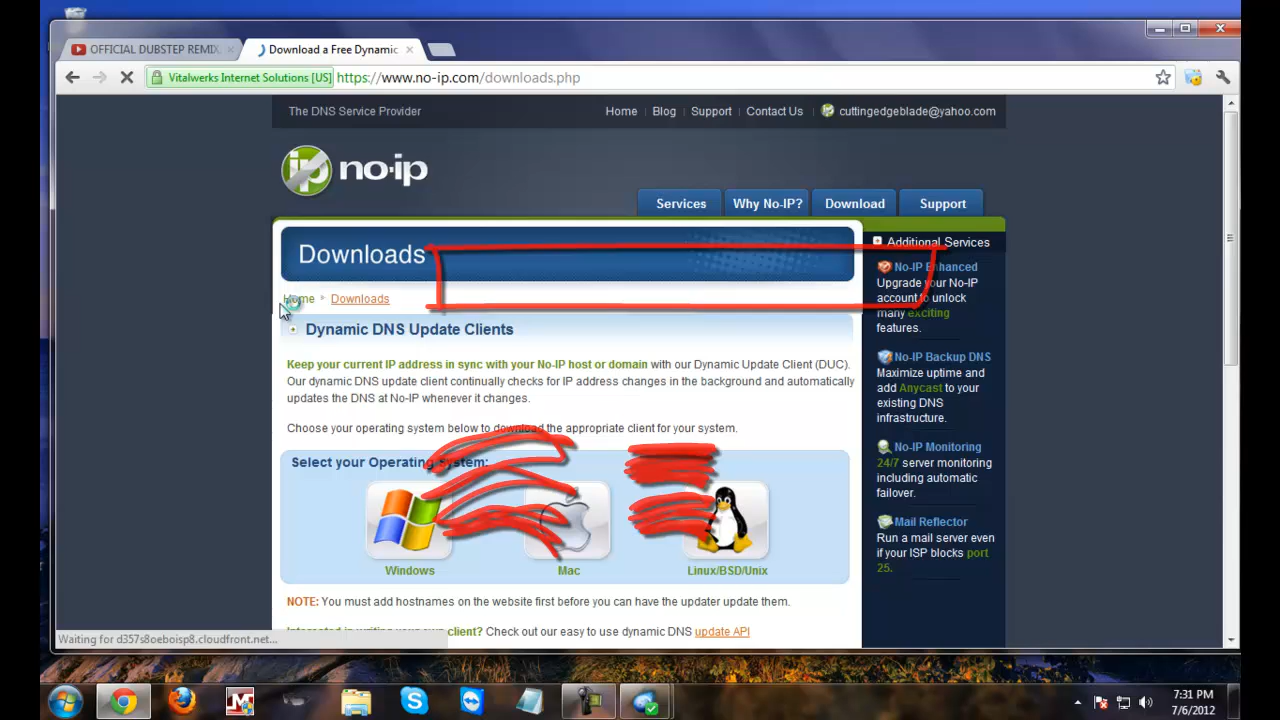 OFFICIAL DUBSTEP REMIX
Download a Free Dynamic
Vitalwerks Internet Solutions [US]
https://www.no-ip.com/downloads.php
The DNS Service Provider
Home
Blog
Support
Contact Us
cuttingedgeblade@yahoo.com
ip no-ip
Services
Why No-IP?
Download
Support
Downloads
Home
Downloads
Dynamic DNS Update Clients
Keep your current IP address in sync with your No-IP host or domain with our Dynamic Update Client (DUC).
Our dynamic DNS update client continually checks for IP address changes in the background and automatically
updates the DNS at No-IP whenever it changes.
Choose your operating system below to download the appropriate client for your system.
Select your Operating System:
Windows
Mac
Linux/BSD/Unix
NOTE: You must add hostnames on the website first before you can have the updater update them.
Interested in writing your own client? Check out our easy to use dynamic DNS update API
Additional Services
No-IP Enhanced
Upgrade your No-IP
account to unlock
many exciting
features.
No-IP Backup DNS
Maximize uptime and
add Anycast to your
existing DNS
infrastructure.
No-IP Monitoring
24/7 server monitoring
including automatic
failover.
Mail Reflector
Run a mail server even
if your ISP blocks port
25.
Waiting for d357s8oeboisp8.cloudfront.net...
7:31 PM
7/6/2012